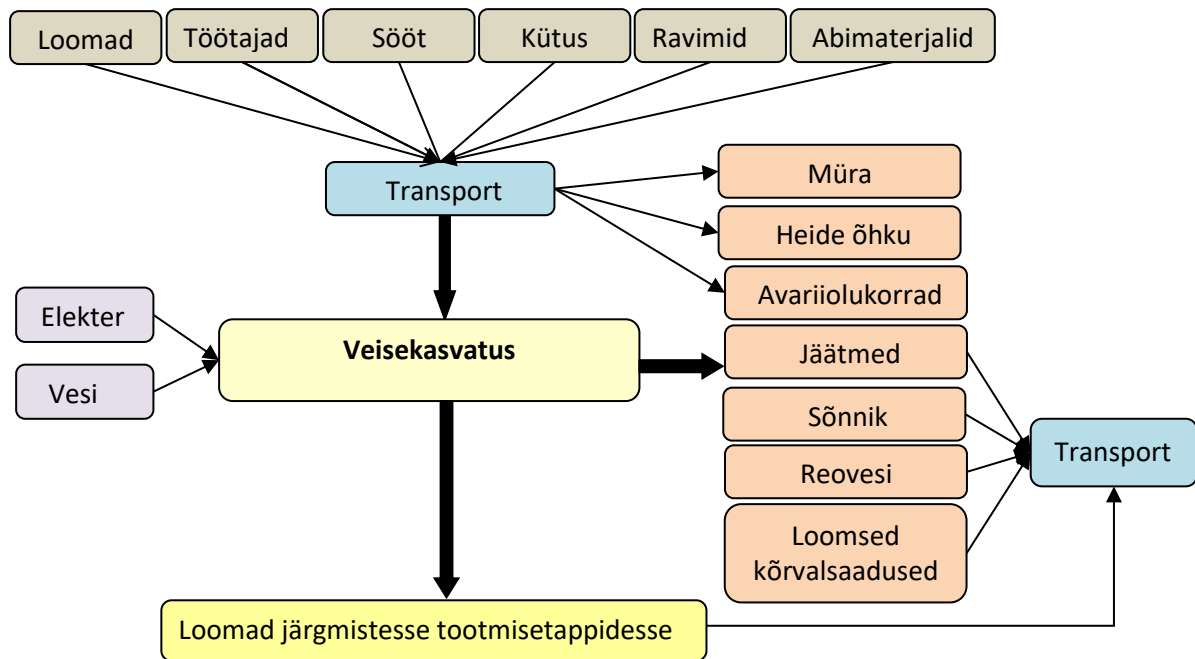 Loomad
Töötajad
Sööt
Kütus
Ravimid
Abimaterjalid
Transport
Müra
Heide õhku
Avariiolukorrad
Elekter
Vesi
Veisekasvatus
Jäätmed
Sõnnik
Reovesi
Loomsed
kõrvalsaadused
Transport
Loomad järgmistesse tootmisetappidesse